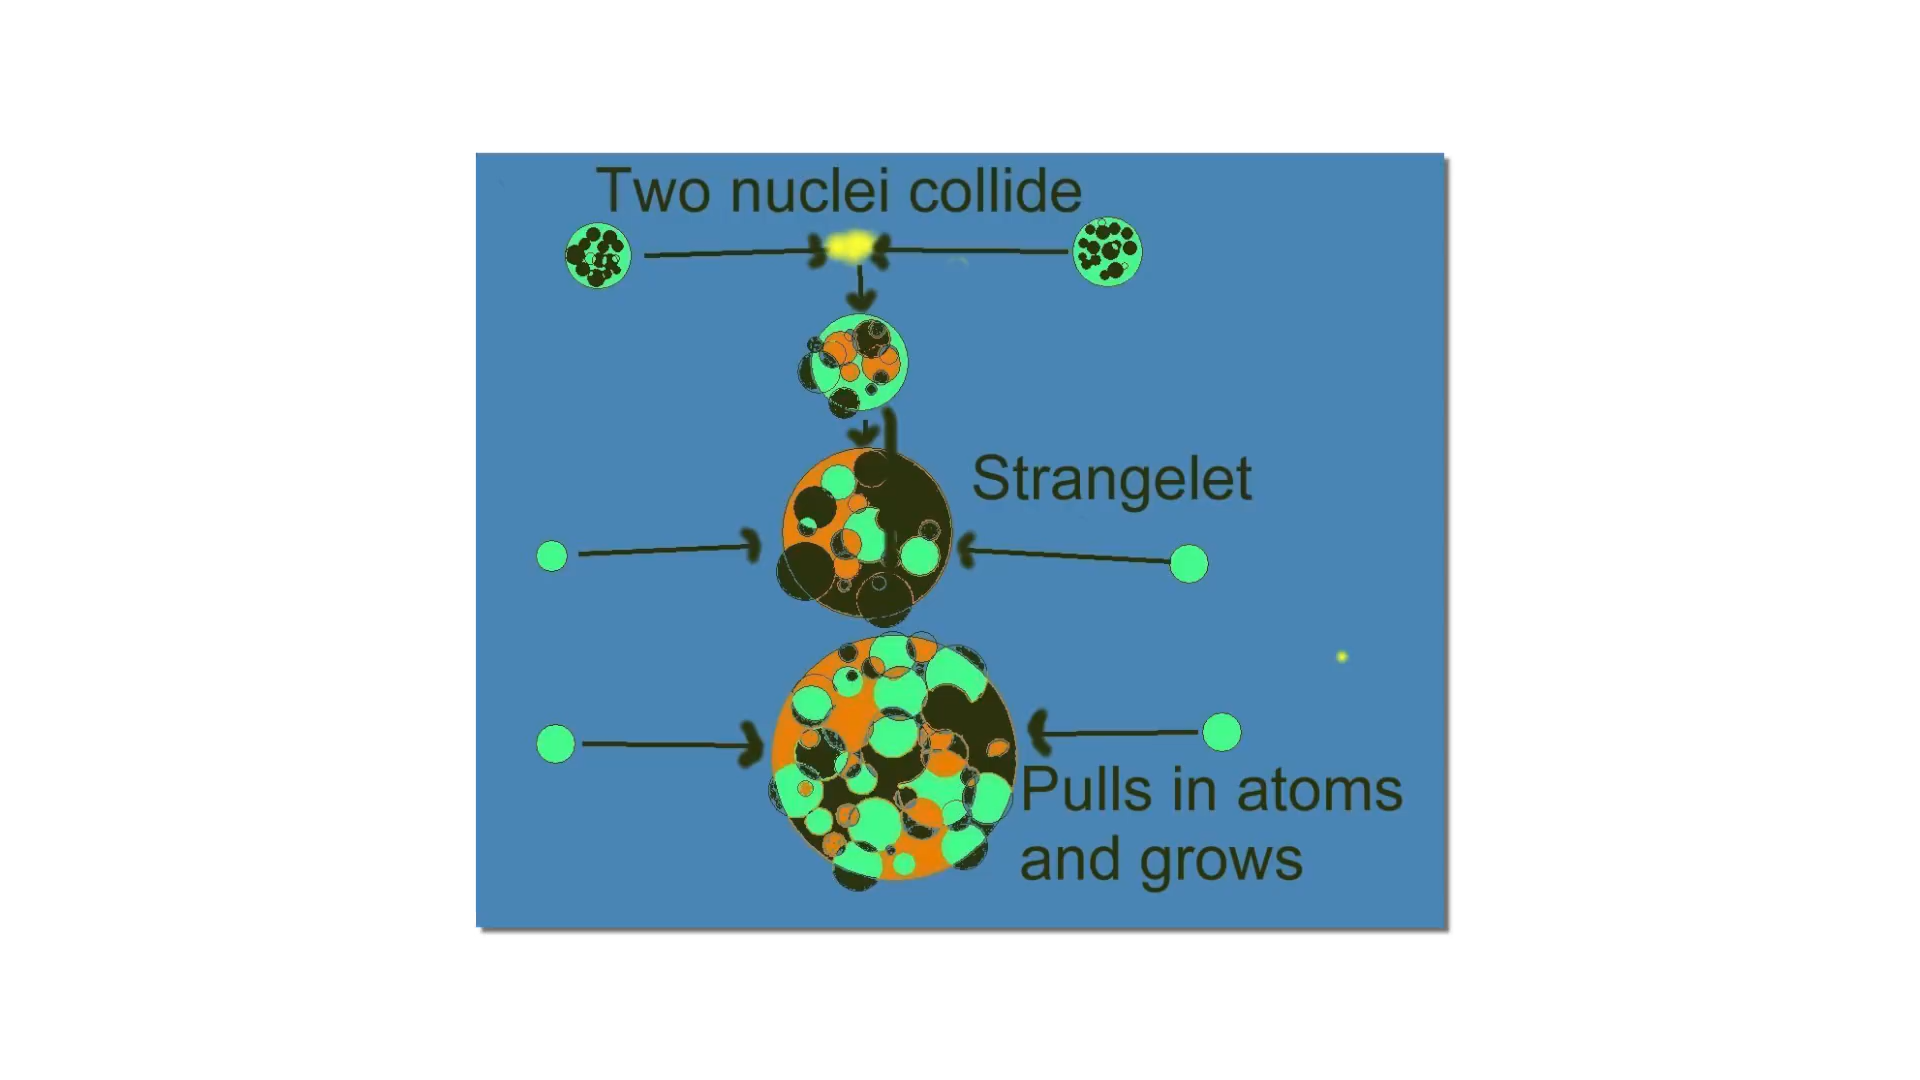 Two nuclei collide
Strangelet
Pulls in atoms
and grows